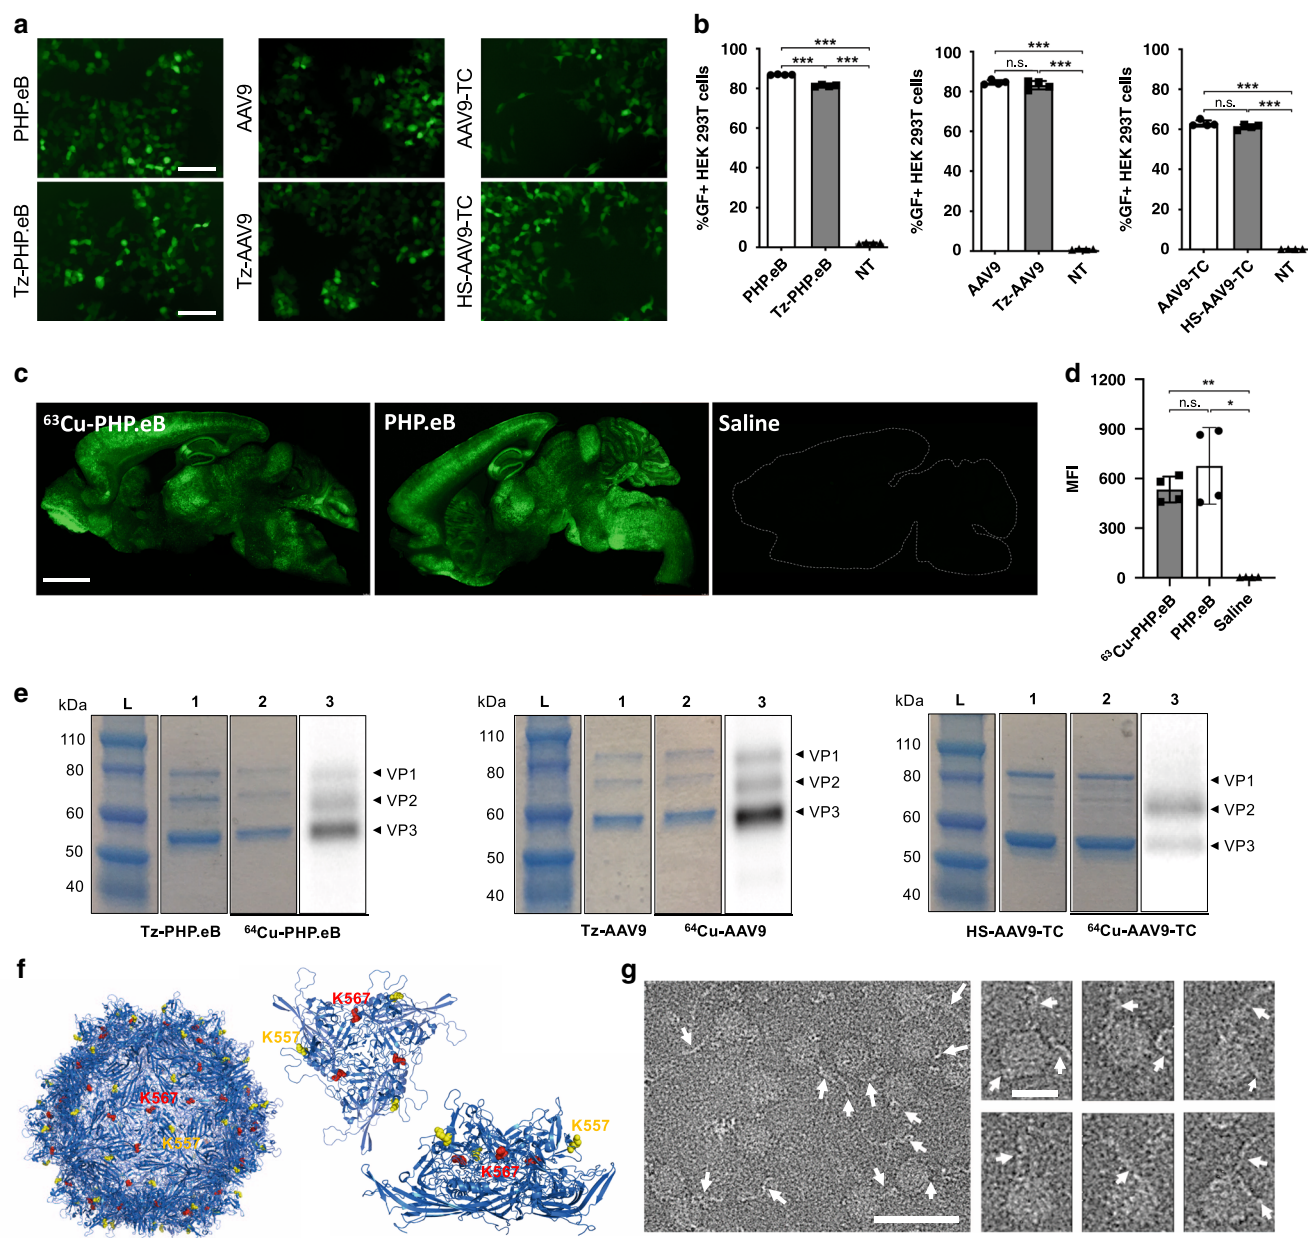 a
PHP.eB
AAV9
AAV9-TC
Tz-PHP.eB
Tz-AAV9
HS-AAV9-TC
b
%GF+ HEK 293T cells
100
80
60
40
20
0
***
*** ***
PHP.eB
Tz-PHP.eB
NT
%GF+ HEK 293T cells
100
80
60
40
20
0
***
n.s. ***
AAV9
Tz-AAV9
NT
%GF+ HEK 293T cells
100
80
60
40
20
0
***
n.s. ***
AAV9-TC
HS-AAV9-TC
NT
c
⁶³Cu-PHP.eB
PHP.eB
Saline
d
MFI
1200
900
600
300
0
**
n.s. *
⁶³Cu-PHP.eB
PHP.eB
Saline
e
kDa L 1 2 3
110
80
60
50
40
VP1
VP2
VP3
Tz-PHP.eB ⁶⁴Cu-PHP.eB
kDa L 1 2 3
110
80
60
50
40
VP1
VP2
VP3
Tz-AAV9 ⁶⁴Cu-AAV9
kDa L 1 2 3
110
80
60
50
40
VP1
VP2
VP3
HS-AAV9-TC ⁶⁴Cu-AAV9-TC
f
K567
K557
K567
K557
K557
K567
g